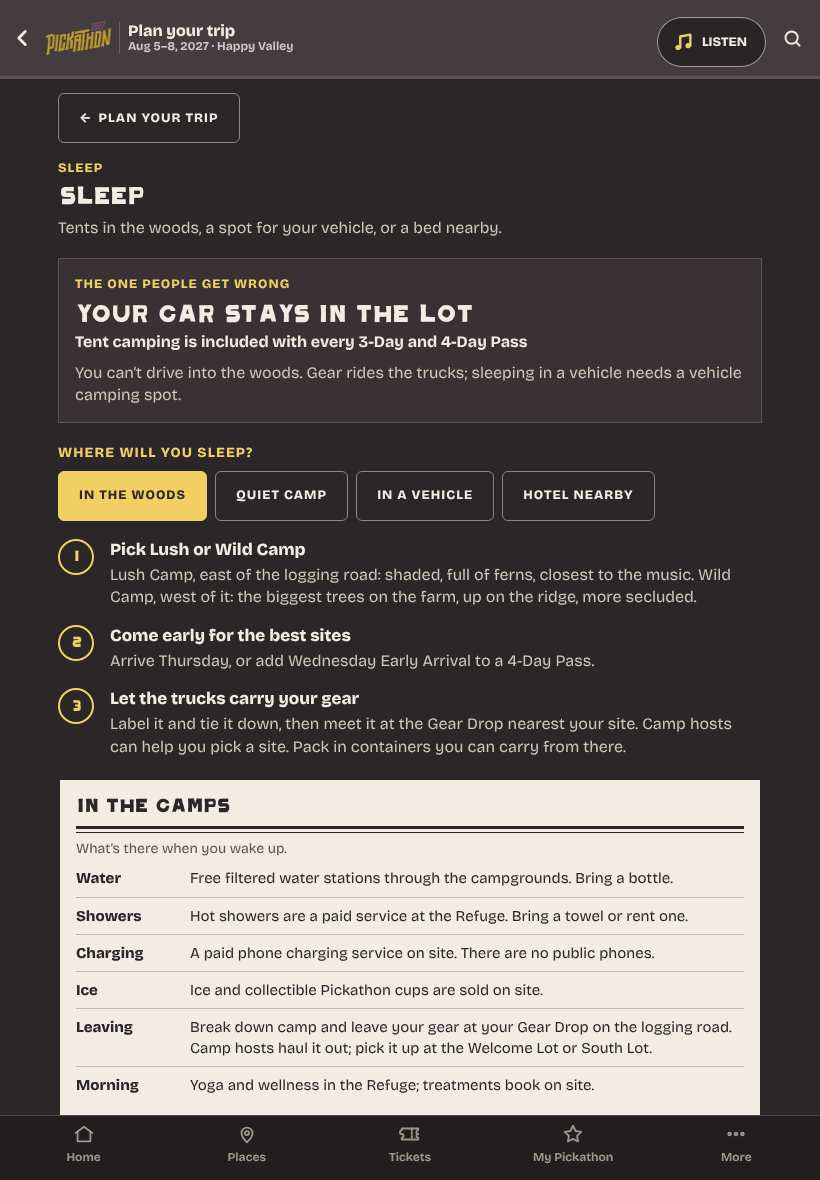 PICKATHON
Plan your trip
Aug 5–8, 2027 · Happy Valley
LISTEN
← PLAN YOUR TRIP
SLEEP
SLEEP
Tents in the woods, a spot for your vehicle, or a bed nearby.
THE ONE PEOPLE GET WRONG
YOUR CAR STAYS IN THE LOT
Tent camping is included with every 3-Day and 4-Day Pass
You can't drive into the woods. Gear rides the trucks; sleeping in a vehicle needs a vehicle
camping spot.
WHERE WILL YOU SLEEP?
IN THE WOODS
QUIET CAMP
IN A VEHICLE
HOTEL NEARBY
1
Pick Lush or Wild Camp
Lush Camp, east of the logging road: shaded, full of ferns, closest to the music. Wild
Camp, west of it: the biggest trees on the farm, up on the ridge, more secluded.
2
Come early for the best sites
Arrive Thursday, or add Wednesday Early Arrival to a 4-Day Pass.
3
Let the trucks carry your gear
Label it and tie it down, then meet it at the Gear Drop nearest your site. Camp hosts
can help you pick a site. Pack in containers you can carry from there.
IN THE CAMPS
What's there when you wake up.
Water Free filtered water stations through the campgrounds. Bring a bottle.
Showers Hot showers are a paid service at the Refuge. Bring a towel or rent one.
Charging A paid phone charging service on site. There are no public phones.
Ice Ice and collectible Pickathon cups are sold on site.
Leaving Break down camp and leave your gear at your Gear Drop on the logging road.
Camp hosts haul it out; pick it up at the Welcome Lot or South Lot.
Morning Yoga and wellness in the Refuge; treatments book on site.
Home
Places
Tickets
My Pickathon
More